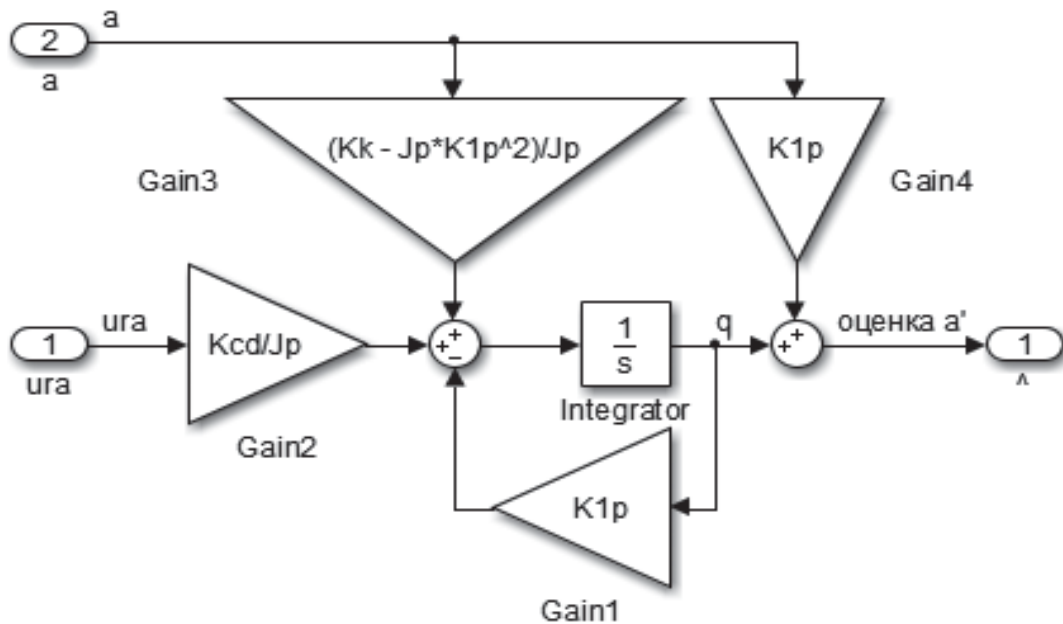 a
2
a
(Kk - Jp*K1p^2)/Jp
K1p
Gain3
Gain4
ura
1
ura
Kcd/Jp
+
+
−
1
s
q
+
+
оценка a'
1
^
Integrator
Gain2
K1p
Gain1